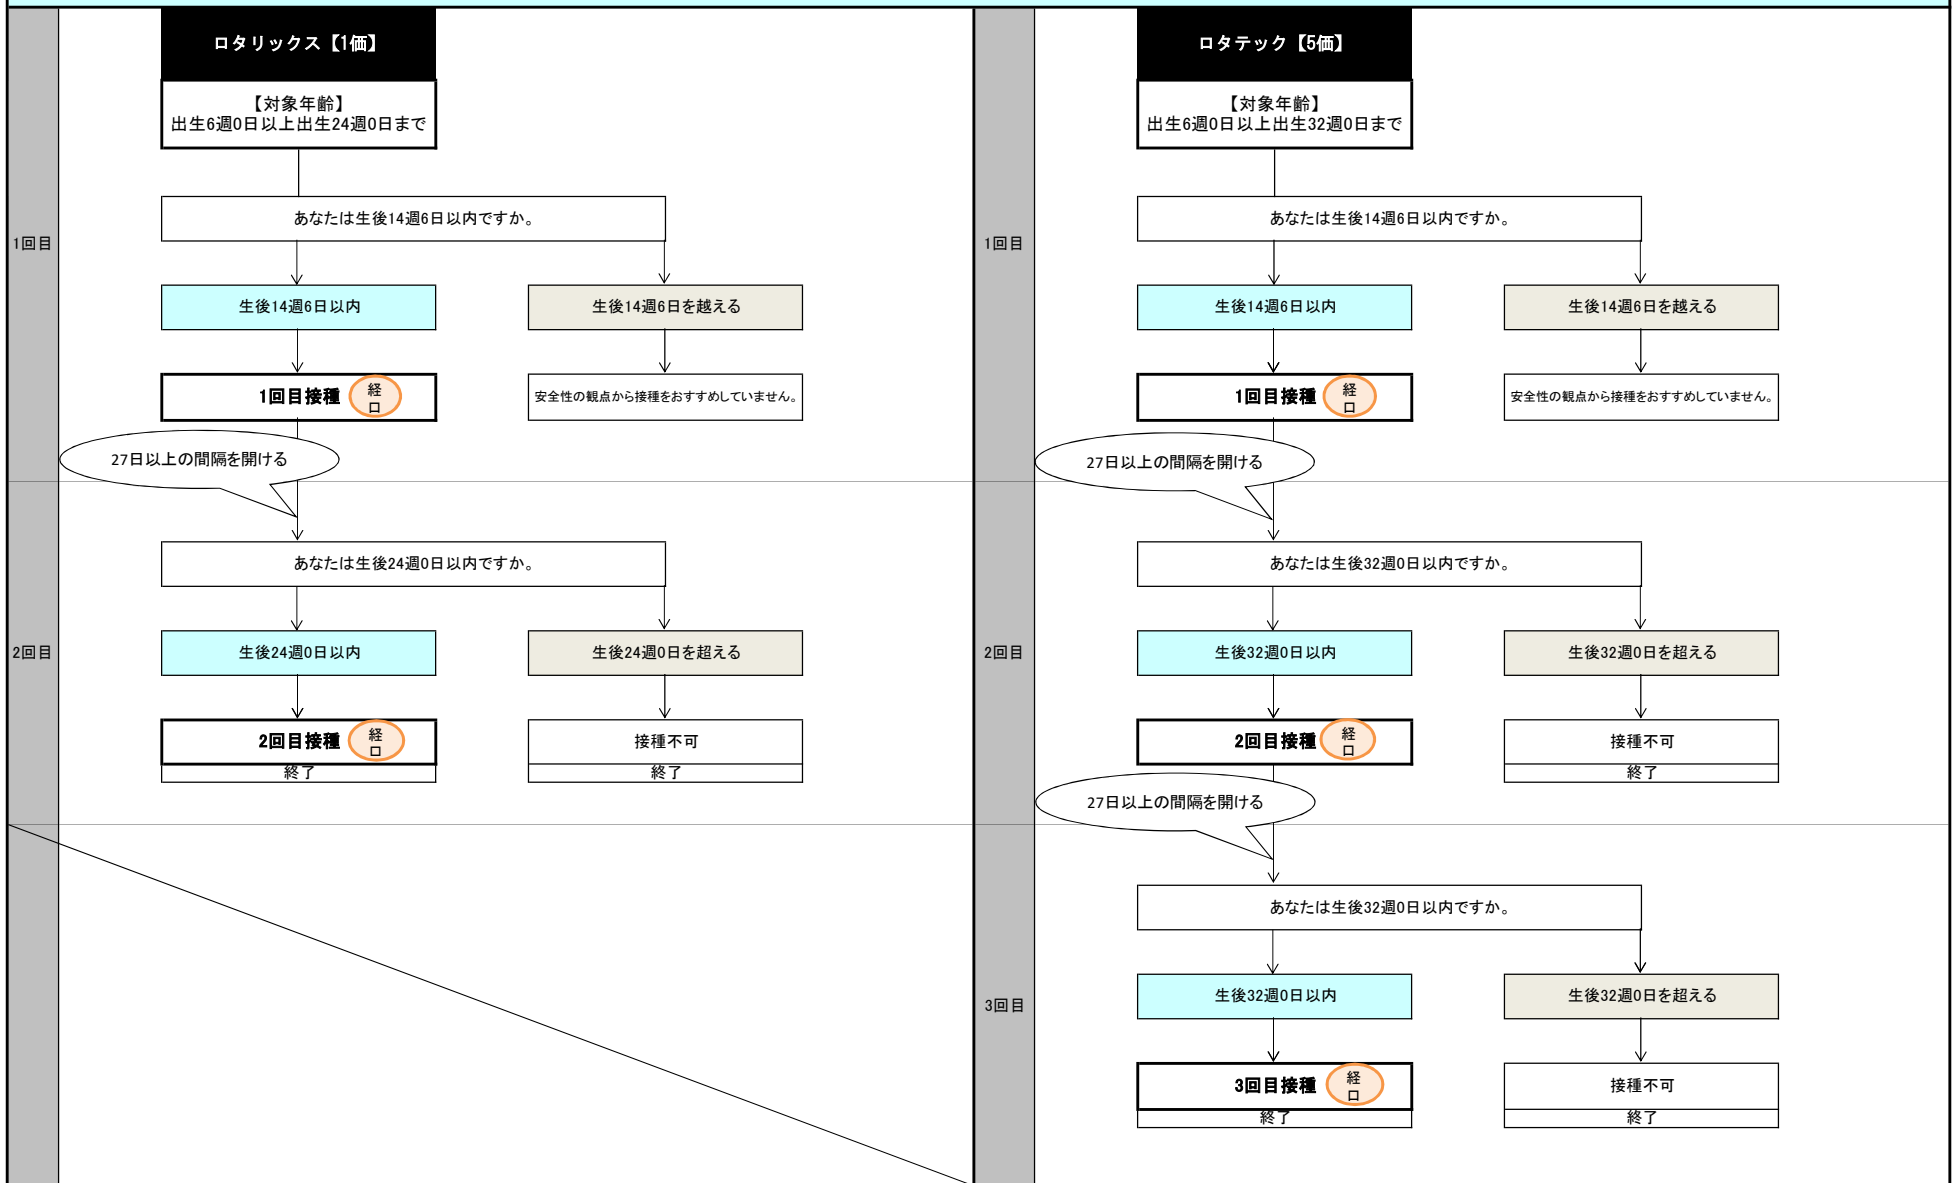 ロタリックス【1価】
【対象年齢】
出生6週0日以上出生24週0日まで
1回目
あなたは生後14週6日以内ですか。
生後14週6日以内
生後14週6日を越える
1回目接種
経
口
安全性の観点から接種をおすすめしていません。
27日以上の間隔を開ける
2回目
あなたは生後24週0日以内ですか。
生後24週0日以内
生後24週0日を超える
2回目接種
経
口
接種不可
終了
終了
ロタテック【5価】
【対象年齢】
出生6週0日以上出生32週0日まで
1回目
あなたは生後14週6日以内ですか。
生後14週6日以内
生後14週6日を越える
1回目接種
経
口
安全性の観点から接種をおすすめしていません。
27日以上の間隔を開ける
2回目
あなたは生後32週0日以内ですか。
生後32週0日以内
生後32週0日を超える
2回目接種
経
口
接種不可
終了
27日以上の間隔を開ける
3回目
あなたは生後32週0日以内ですか。
生後32週0日以内
生後32週0日を超える
3回目接種
経
口
接種不可
終了
終了